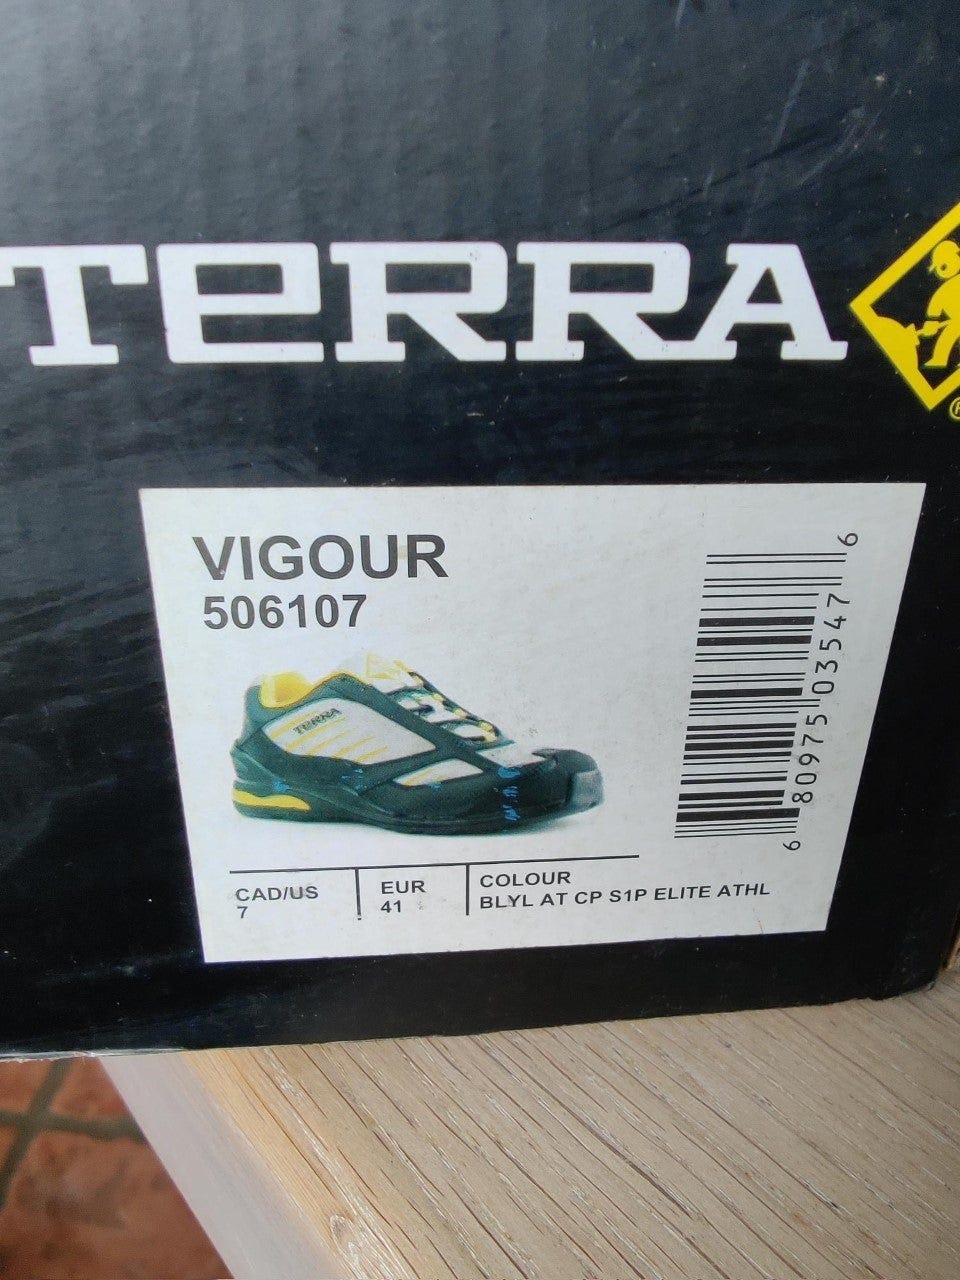 TERRA
VIGOUR
506107
TERRA
6 80975 03547 6
CAD/US
7
EUR
41
COLOUR
BLYL AT CP S1P ELITE ATHL
®